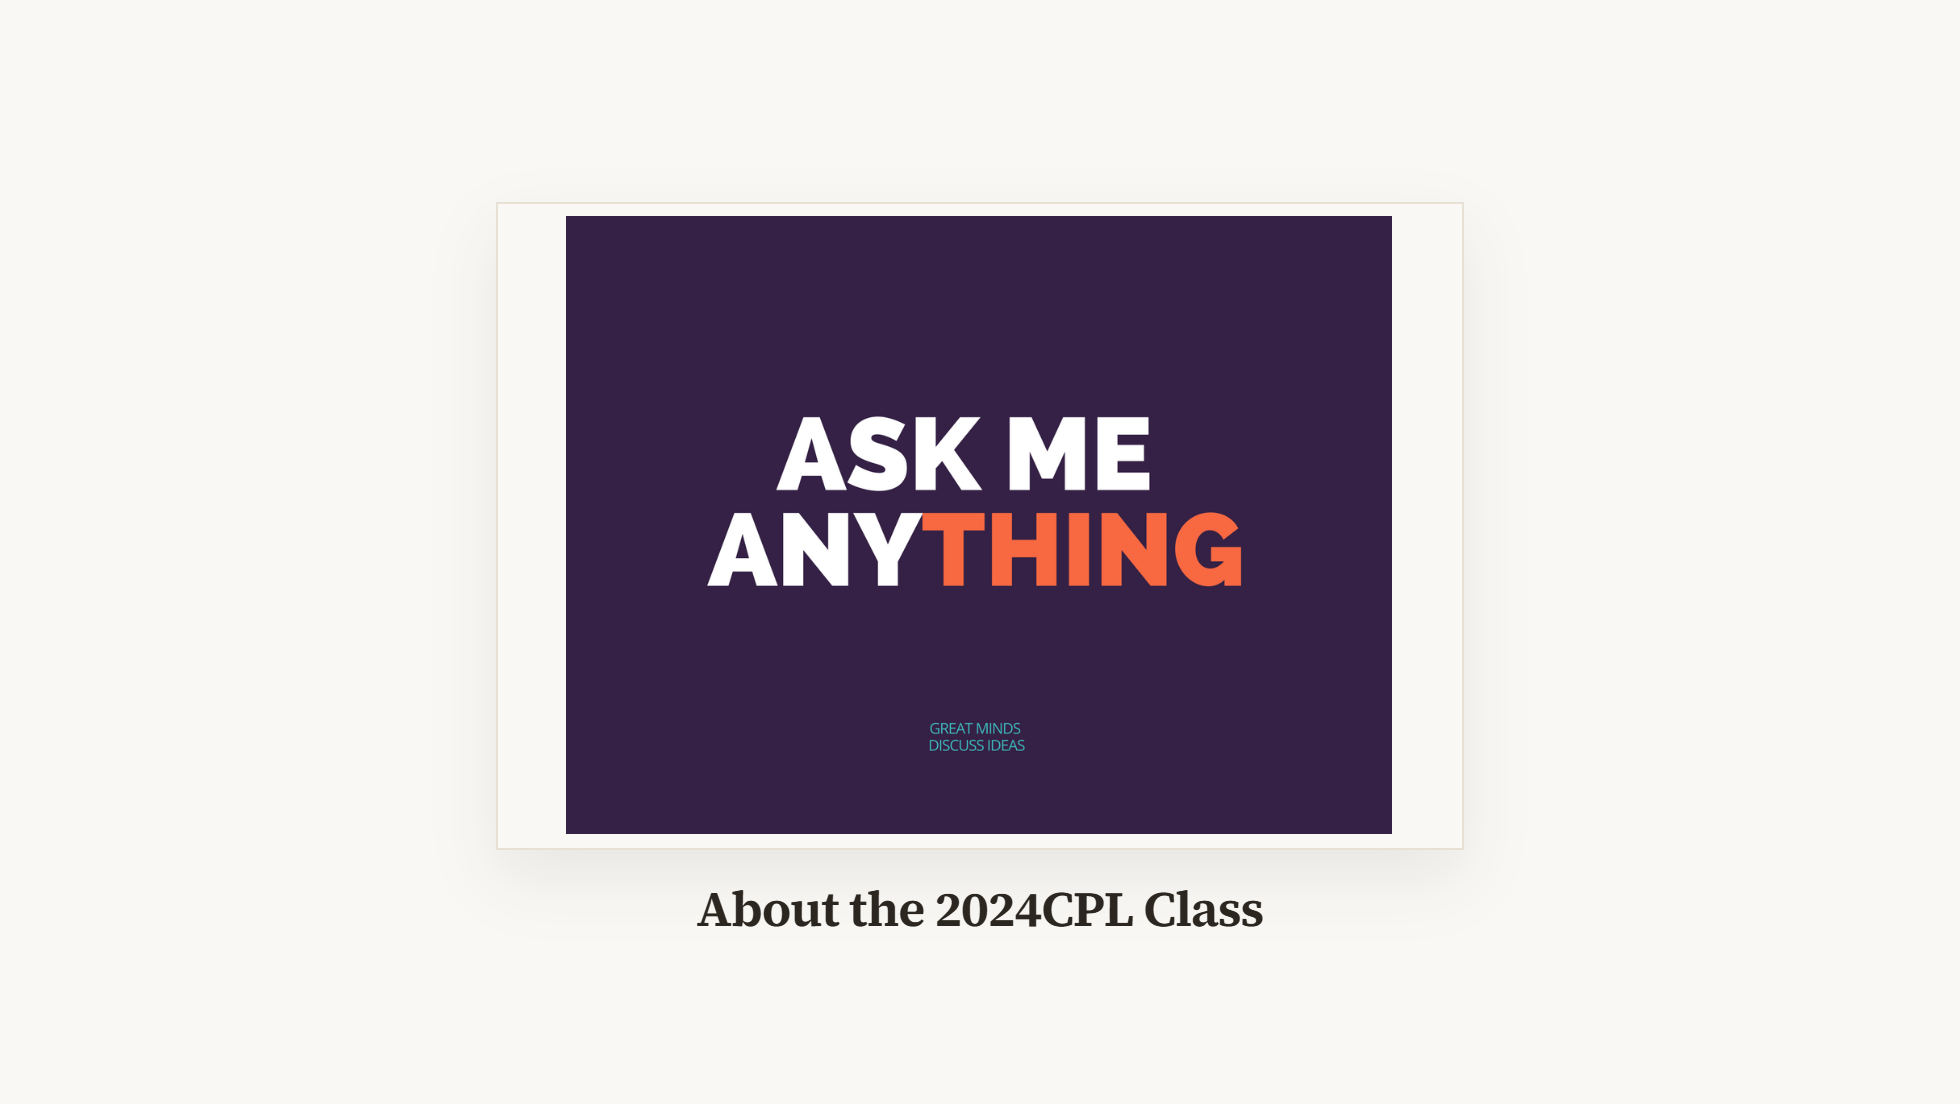 ASK ME
ANYTHING
GREAT MINDS
DISCUSS IDEAS
About the 2024CPL Class